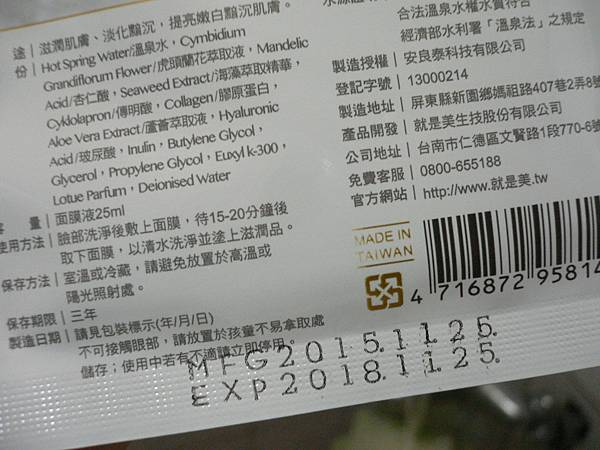 途｜滋潤肌膚、淡化黯沉，提亮嫩白黯沉肌膚。
份｜Hot Spring Water/溫泉水，Cymbidium
Grandiflorum Flower/虎頭蘭花萃取液，Mandelic
Acid/杏仁酸，Seaweed Extract/海藻萃取精華，
Cyklolapron/傳明酸，Collagen/膠原蛋白，
Aloe Vera Extract/蘆薈萃取液，Hyaluronic
Acid/玻尿酸，Inulin，Butylene Glycol，
Glycerol，Propylene Glycol，Euxyl k-300，
Lotue Parfum，Deionised Water
容 量｜面膜液25ml
使用方法｜臉部洗淨後敷上面膜，待15-20分鐘後
取下面膜，以清水洗淨並塗上滋潤品。
保存方法｜室溫或冷藏，請避免放置於高溫或
陽光照射處。
保存期限｜三年
製造日期｜請見包裝標示(年/月/日)
不可接觸眼部，請放置於孩童不易拿取處
儲存；使用中若有不適請立即停用。
MFG2015.11.25.
EXP2018.11.25.
合法溫泉水權水質符合
經濟部水利署「溫泉法」之規定
製造授權｜安良泰科技有限公司
登記字號｜13000214
製造地址｜屏東縣新園鄉媽祖路407巷2弄8號
產品開發｜就是美生技股份有限公司
公司地址｜台南市仁德區文賢路1段770-6號
免費客服｜0800-655188
官方網站｜http://www.就是美.tw
MADE IN
TAIWAN
4 716872 95814